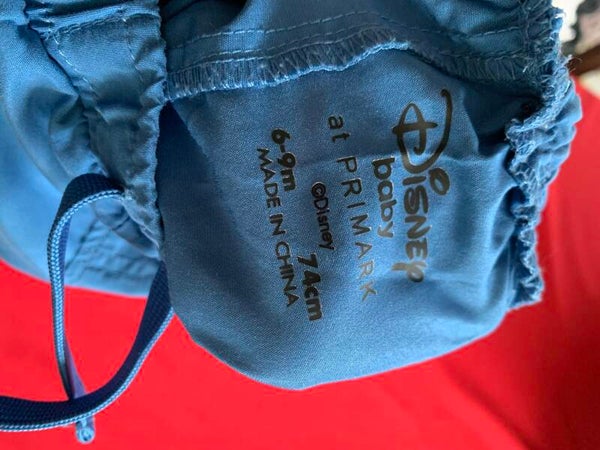 Disney
baby
at PRIMARK
©Disney
6-9m 74cm
MADE IN CHINA